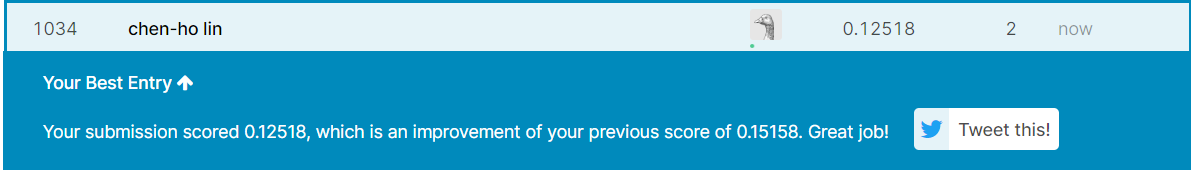 1034 chen-ho lin 0.12518 2 now
Your Best Entry
Your submission scored 0.12518, which is an improvement of your previous score of 0.15158. Great job! Tweet this!